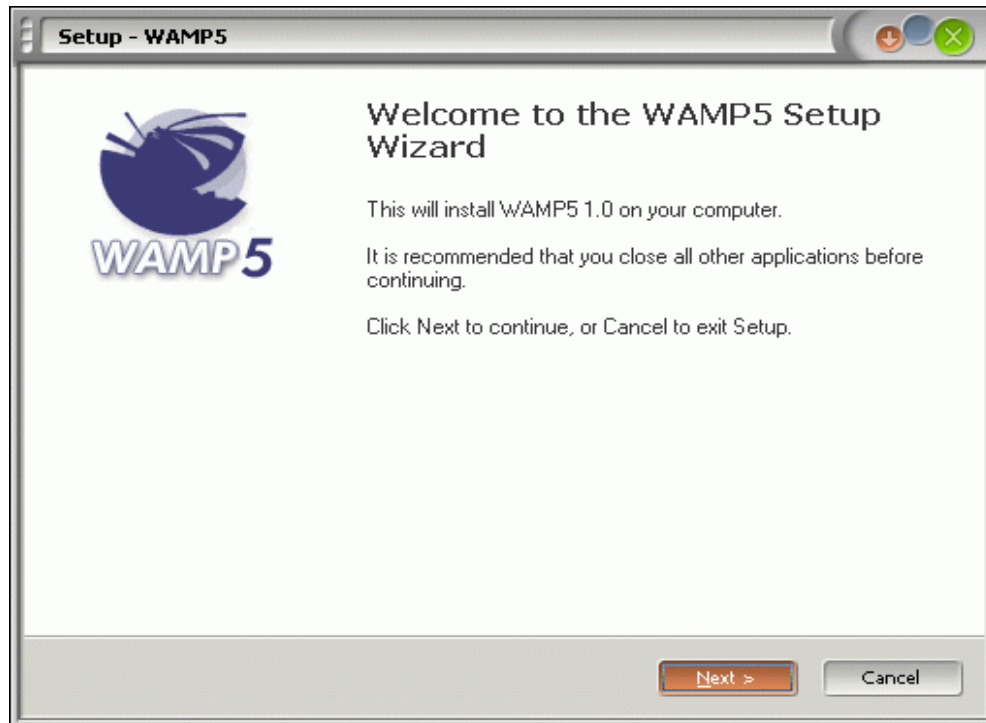 Setup - WAMP5
Welcome to the WAMP5 Setup
Wizard
WAMP5
This will install WAMP5 1.0 on your computer.
It is recommended that you close all other applications before
continuing.
Click Next to continue, or Cancel to exit Setup.
Next >
Cancel